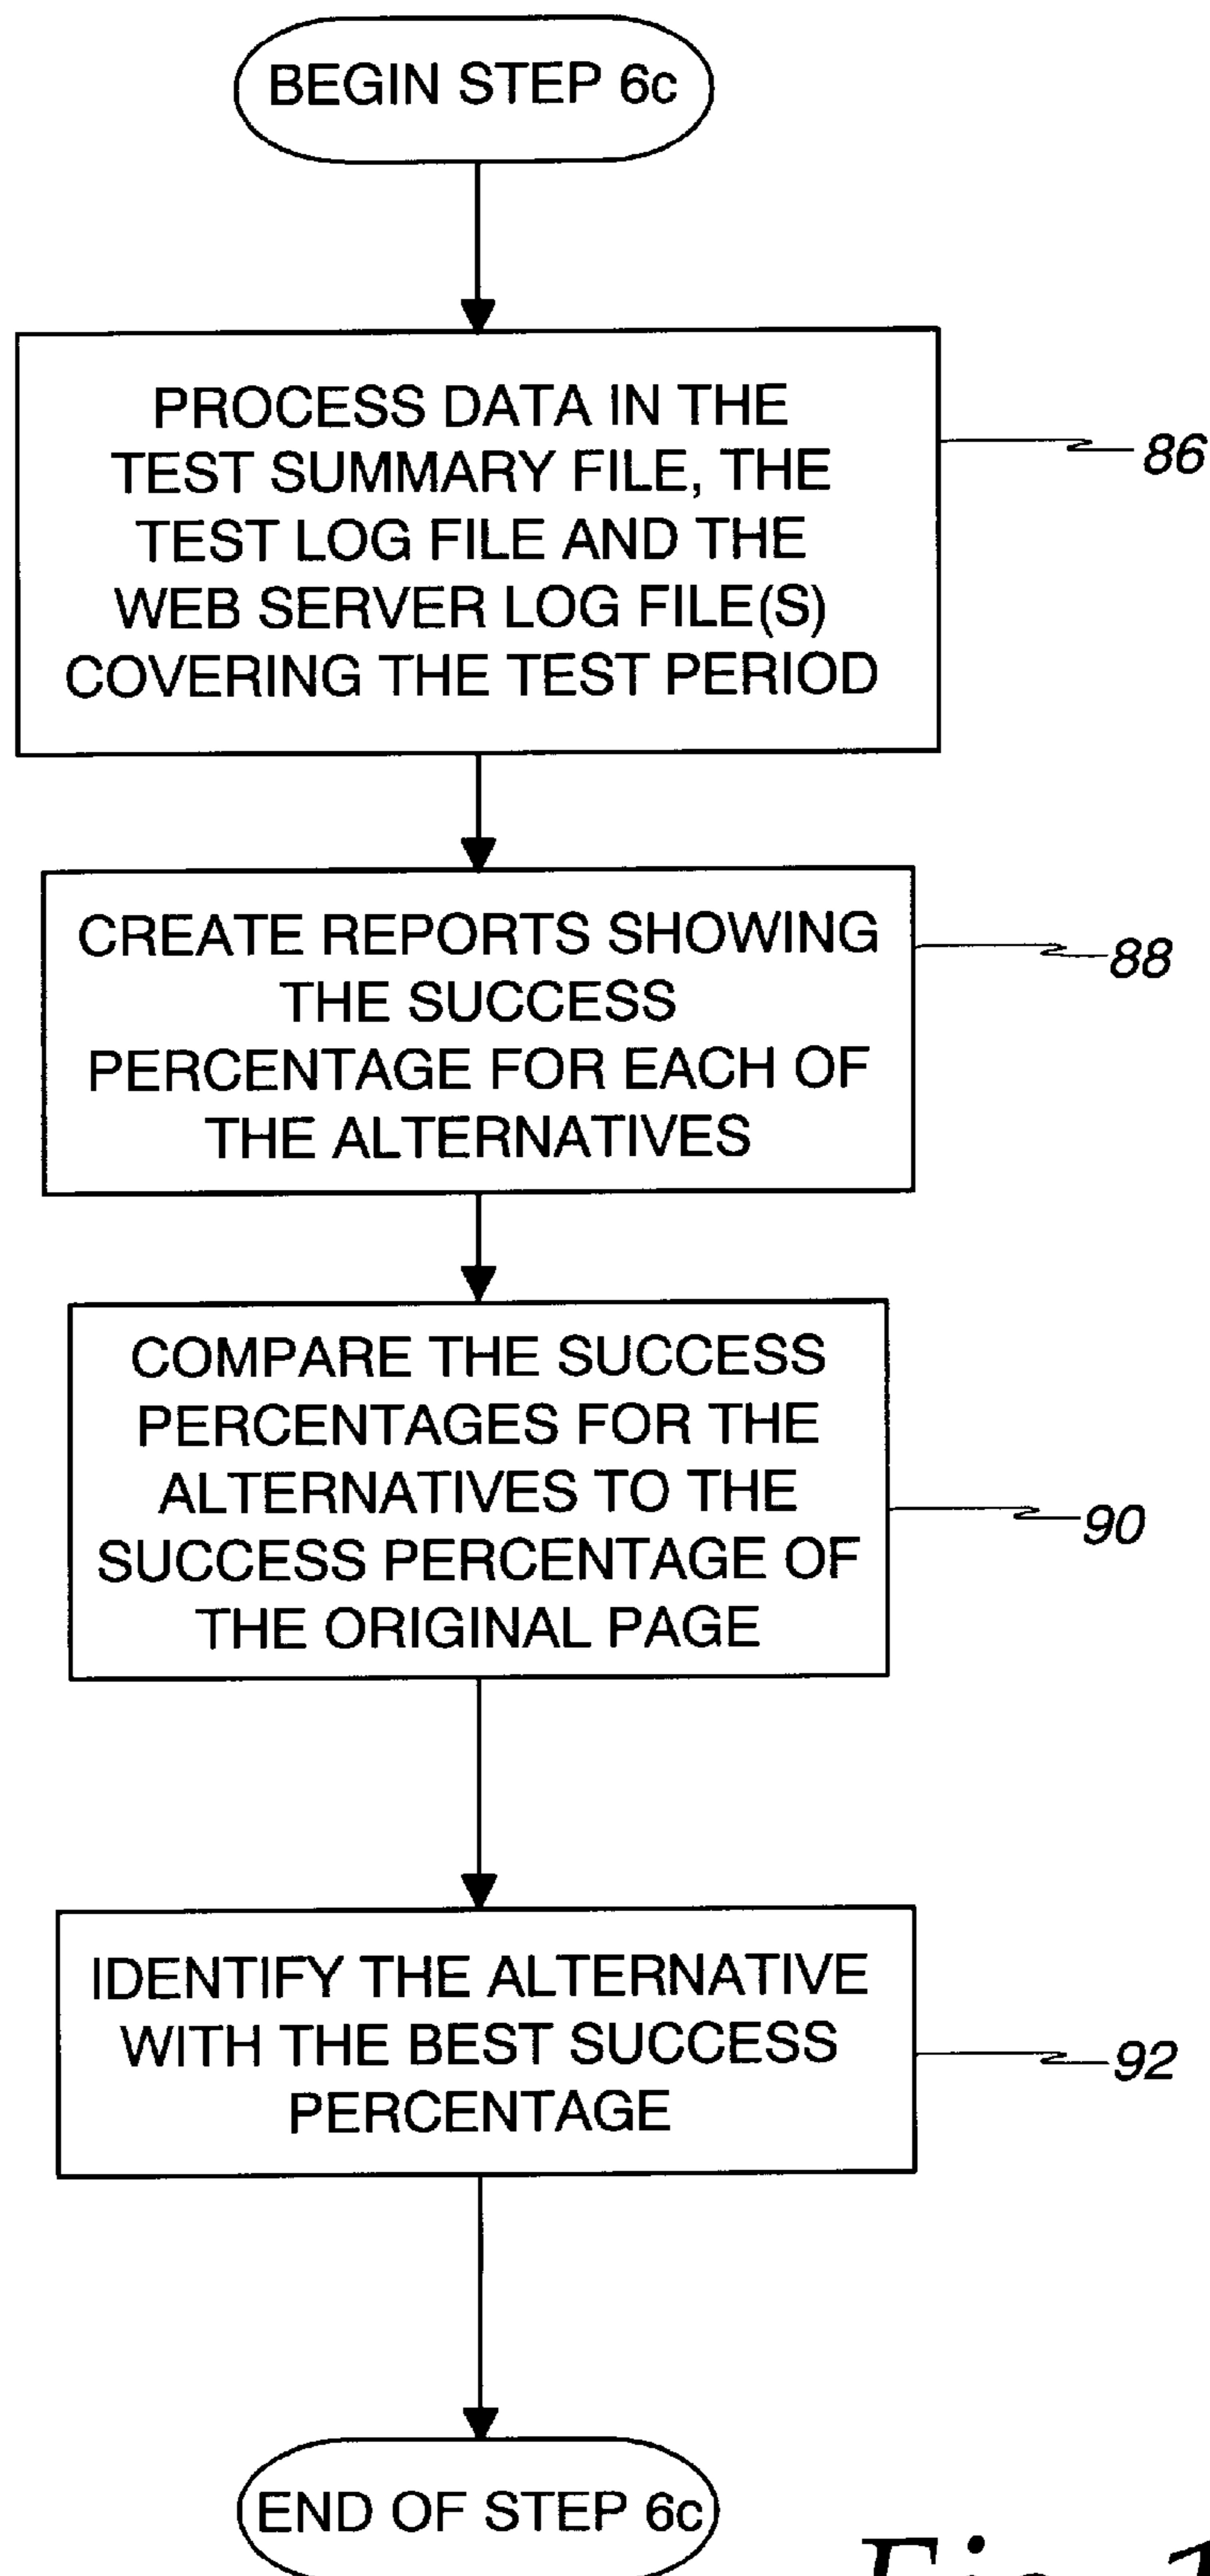 BEGIN STEP 6c
PROCESS DATA IN THE
TEST SUMMARY FILE, THE
TEST LOG FILE AND THE
WEB SERVER LOG FILE(S)
COVERING THE TEST PERIOD
86
CREATE REPORTS SHOWING
THE SUCCESS
PERCENTAGE FOR EACH OF
THE ALTERNATIVES
88
COMPARE THE SUCCESS
PERCENTAGES FOR THE
ALTERNATIVES TO THE
SUCCESS PERCENTAGE OF
THE ORIGINAL PAGE
90
IDENTIFY THE ALTERNATIVE
WITH THE BEST SUCCESS
PERCENTAGE
92
END OF STEP 6c